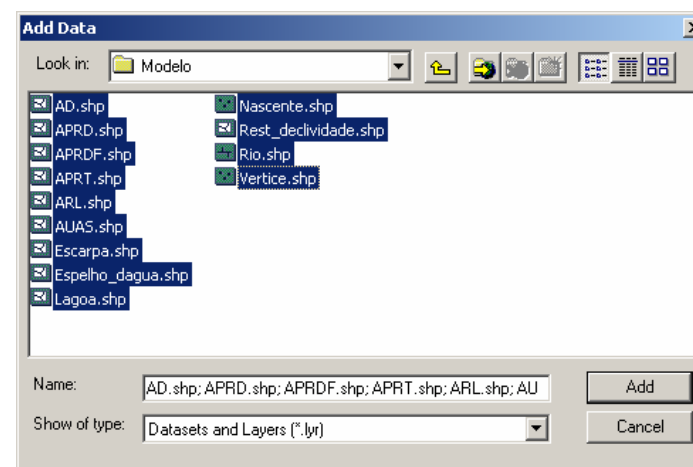 Add Data
Look in: Modelo
AD.shp
APRD.shp
APRDF.shp
APRT.shp
ARL.shp
AUAS.shp
Escarpa.shp
Espelho_dagua.shp
Lagoa.shp
Nascente.shp
Rest_declividade.shp
Rio.shp
Vertice.shp
Name: AD.shp; APRD.shp; APRDF.shp; APRT.shp; ARL.shp; AU
Add
Show of type: Datasets and Layers (*.lyr)
Cancel